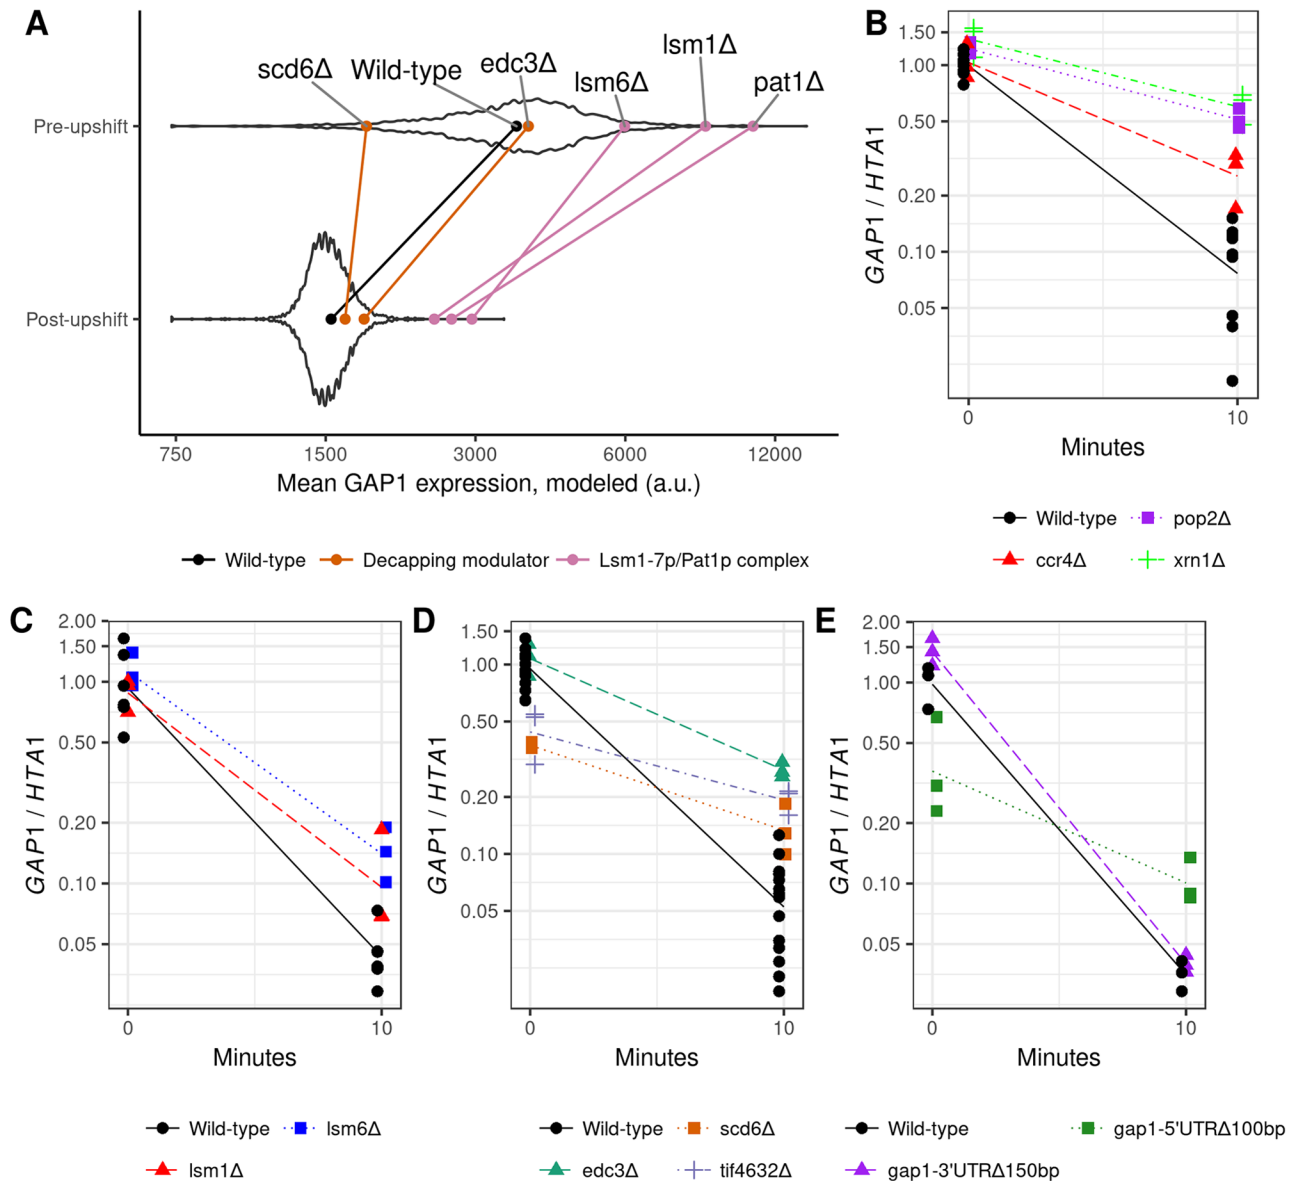 A
scd6Δ
Wild-type
edc3Δ
lsm6Δ
lsm1Δ
pat1Δ
Pre-upshift
Post-upshift
750 1500 3000 6000 12000
Mean GAP1 expression, modeled (a.u.)
Wild-type Decapping modulator Lsm1-7p/Pat1p complex
B
1.50
1.00
0.50
0.20
0.10
0.05
GAP1 / HTA1
0 10
Minutes
Wild-type pop2Δ
ccr4Δ xrn1Δ
C
2.00
1.50
1.00
0.50
0.20
0.10
0.05
GAP1 / HTA1
0 10
Minutes
Wild-type lsm6Δ
lsm1Δ
D
1.50
1.00
0.50
0.20
0.10
0.05
GAP1 / HTA1
0 10
Minutes
Wild-type scd6Δ
edc3Δ tif4632Δ
E
2.00
1.50
1.00
0.50
0.20
0.10
0.05
GAP1 / HTA1
0 10
Minutes
Wild-type gap1-5'UTRΔ100bp
gap1-3'UTRΔ150bp